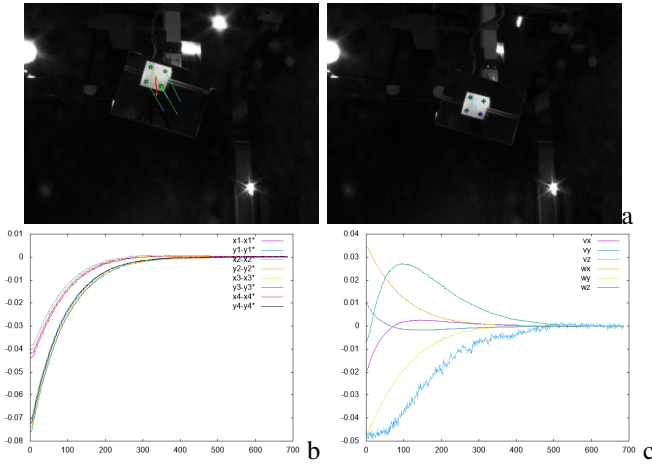 a
0.01
0
-0.01
-0.02
-0.03
-0.04
-0.05
-0.06
-0.07
-0.08
0 100 200 300 400 500 600 700
x1-x1*
y1-y1*
x2-x2*
y2-y2*
x3-x3*
y3-y3*
x4-x4*
y4-y4*
b
0.04
0.03
0.02
0.01
0
-0.01
-0.02
-0.03
-0.04
-0.05
0 100 200 300 400 500 600 700
vx
vy
vz
wx
wy
wz
c